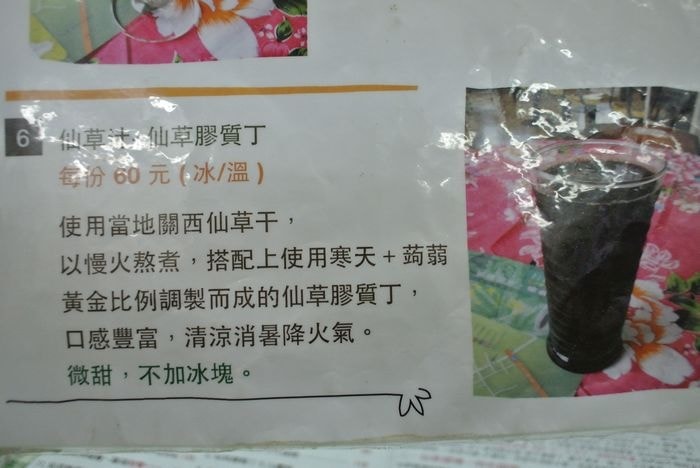 6 仙草汁+仙草膠質丁
每份 60 元 ( 冰/溫 )
使用當地關西仙草干，
以慢火熬煮，搭配上使用寒天+蒟蒻
黃金比例調製而成的仙草膠質丁，
口感豐富，清涼消暑降火氣。
微甜，不加冰塊。